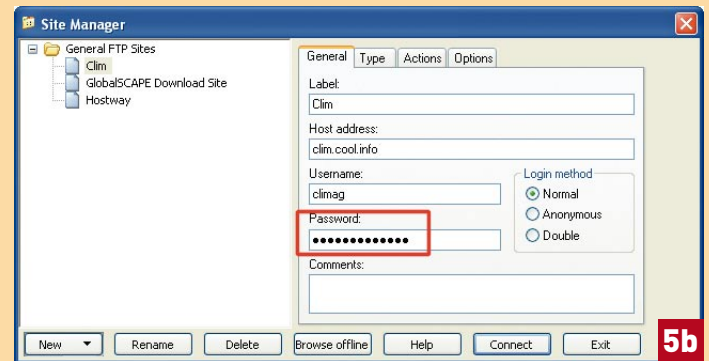 Site Manager
General FTP Sites
Clim
GlobalSCAPE Download Site
Hostway
General Type Actions Options
Label:
Clim
Host address:
clim.cool.info
Username:
climag
Login method
Normal
Anonymous
Double
Password:
•••••••••••••
Comments:
New Rename Delete Browse offline Help Connect Exit
5b